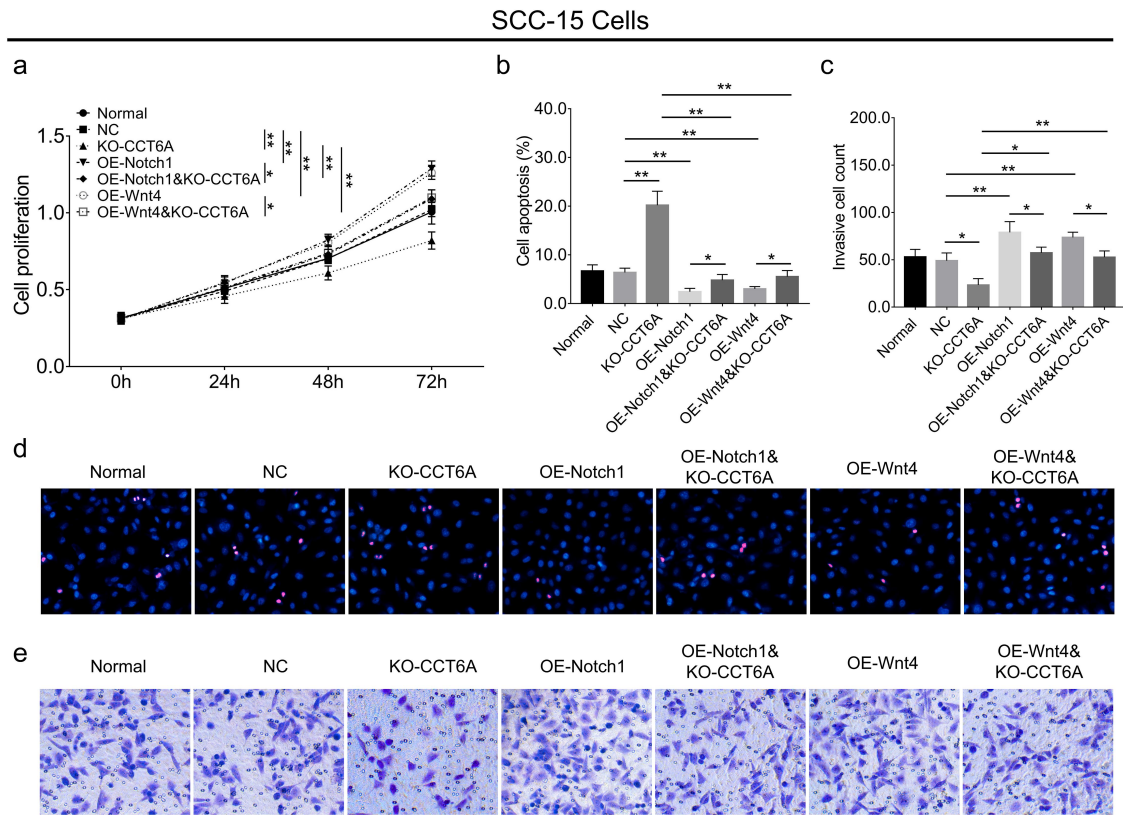 SCC-15 Cells
a
Normal
NC
KO-CCT6A
OE-Notch1
OE-Notch1&KO-CCT6A
OE-Wnt4
OE-Wnt4&KO-CCT6A
**
**
**
**
**
*
*
Cell proliferation
1.5
1.0
0.5
0.0
0h
24h
48h
72h
b
Cell apoptosis (%)
40.0
30.0
20.0
10.0
0.0
**
**
**
**
**
*
*
Normal
NC
KO-CCT6A
OE-Notch1
OE-Notch1&KO-CCT6A
OE-Wnt4
OE-Wnt4&KO-CCT6A
c
Invasive cell count
200.0
150.0
100.0
50.0
0.0
**
*
**
**
*
*
*
Normal
NC
KO-CCT6A
OE-Notch1
OE-Notch1&KO-CCT6A
OE-Wnt4
OE-Wnt4&KO-CCT6A
d
Normal
NC
KO-CCT6A
OE-Notch1
OE-Notch1&
KO-CCT6A
OE-Wnt4
OE-Wnt4&
KO-CCT6A
e
Normal
NC
KO-CCT6A
OE-Notch1
OE-Notch1&
KO-CCT6A
OE-Wnt4
OE-Wnt4&
KO-CCT6A